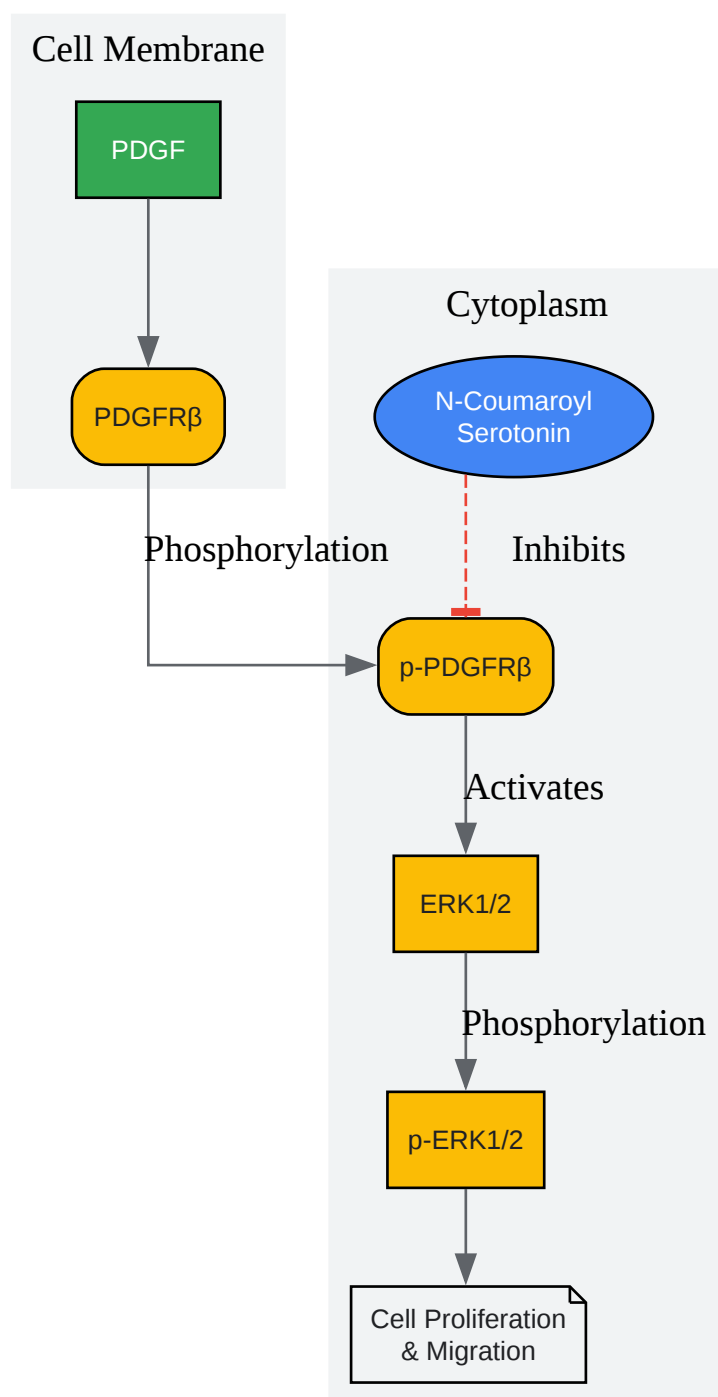 Cell Membrane
PDGF
PDGFRβ
Phosphorylation
Cytoplasm
N-Coumaroyl
Serotonin
Inhibits
p-PDGFRβ
Activates
ERK1/2
Phosphorylation
p-ERK1/2
Cell Proliferation
& Migration